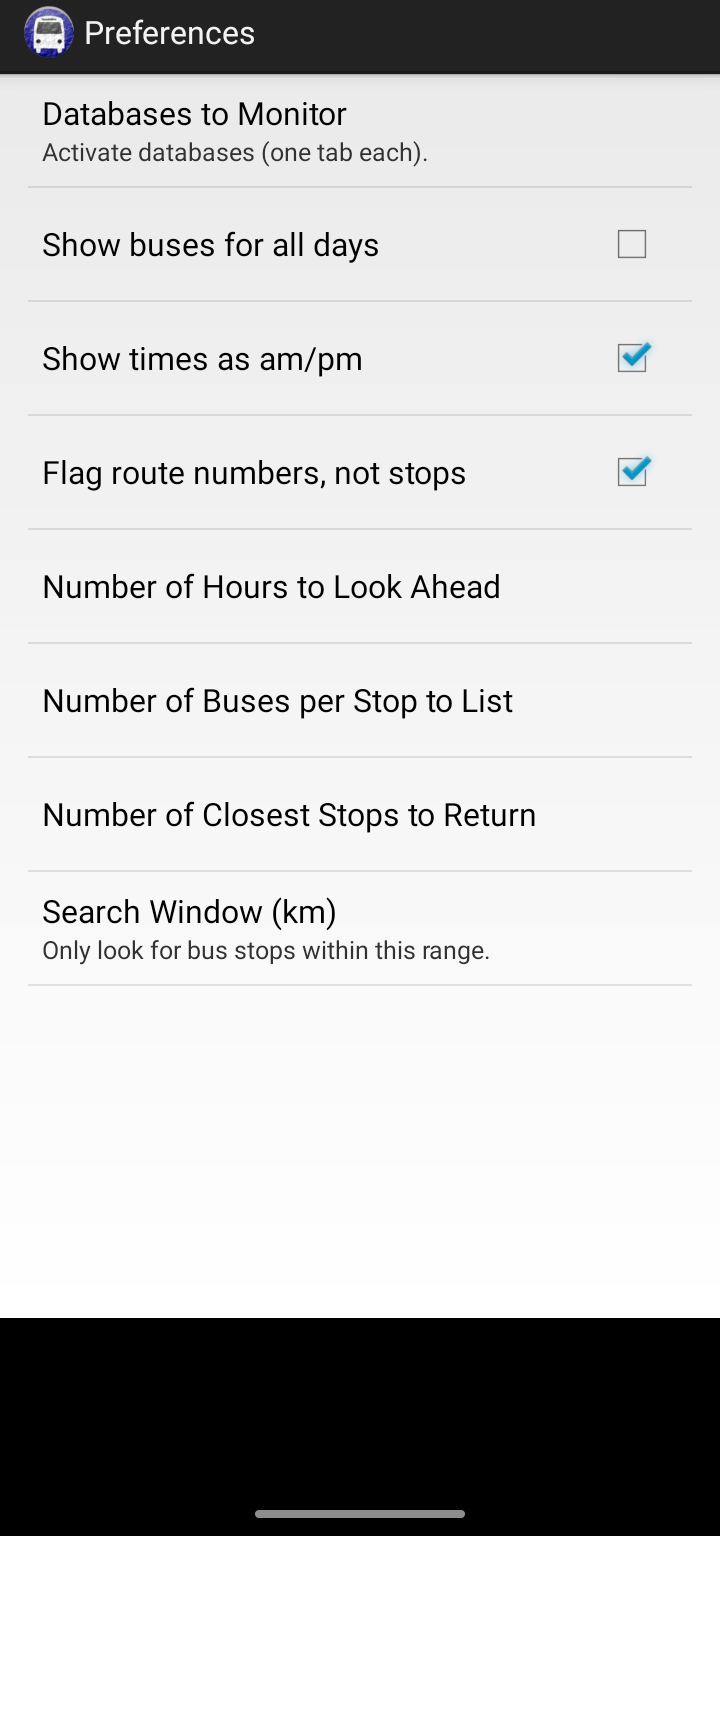 Preferences
Databases to Monitor
Activate databases (one tab each).
Show buses for all days
Show times as am/pm
Flag route numbers, not stops
Number of Hours to Look Ahead
Number of Buses per Stop to List
Number of Closest Stops to Return
Search Window (km)
Only look for bus stops within this range.